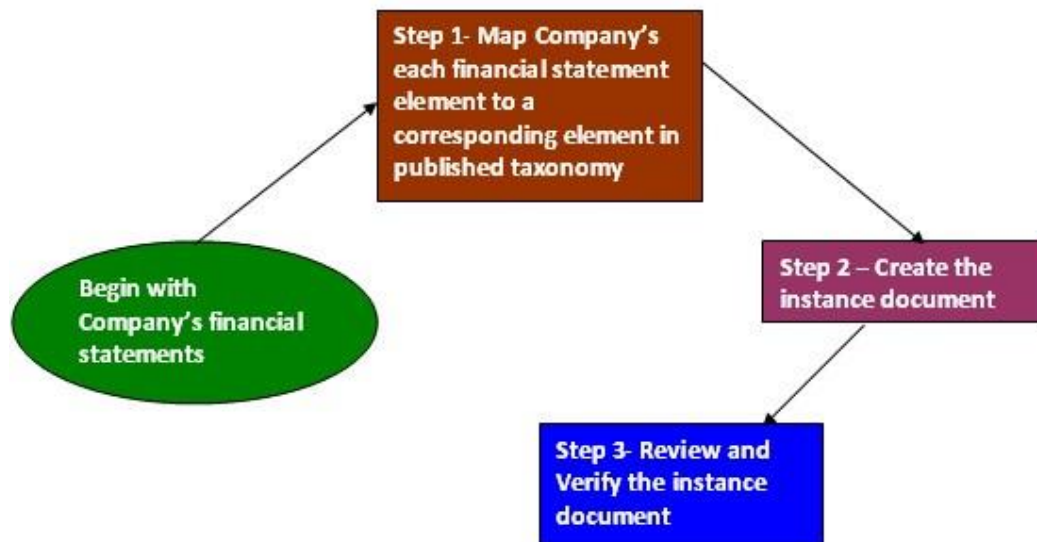 Begin with
Company's financial
statements
Step 1- Map Company's
each financial statement
element to a
corresponding element in
published taxonomy
Step 2 – Create the
instance document
Step 3- Review and
Verify the instance
document